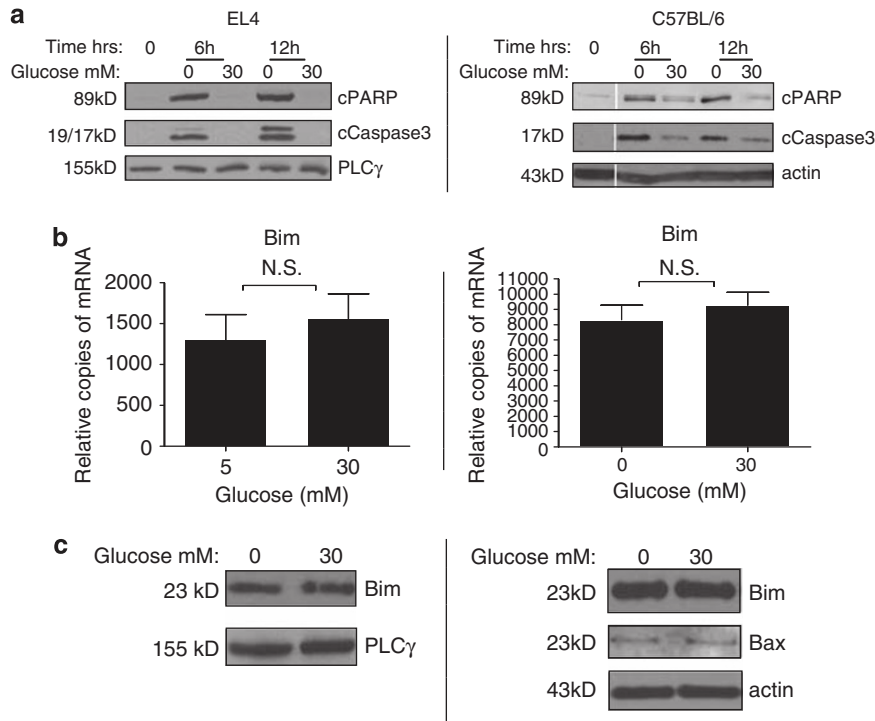 a
EL4
Time hrs: 0 6h 12h
Glucose mM: 0 30 0 30
89kD cPARP
19/17kD cCaspase3
155kD PLCγ
C57BL/6
Time hrs: 0 6h 12h
Glucose mM: 0 30 0 30
89kD cPARP
17kD cCaspase3
43kD actin
b
Bim
N.S.
Relative copies of mRNA
2000
1500
1000
500
0
5 30
Glucose (mM)
Bim
N.S.
Relative copies of mRNA
11000
10000
9000
8000
7000
6000
5000
4000
3000
2000
1000
0
0 30
Glucose (mM)
c
Glucose mM: 0 30
23 kD Bim
155 kD PLCγ
Glucose mM: 0 30
23kD Bim
23kD Bax
43kD actin